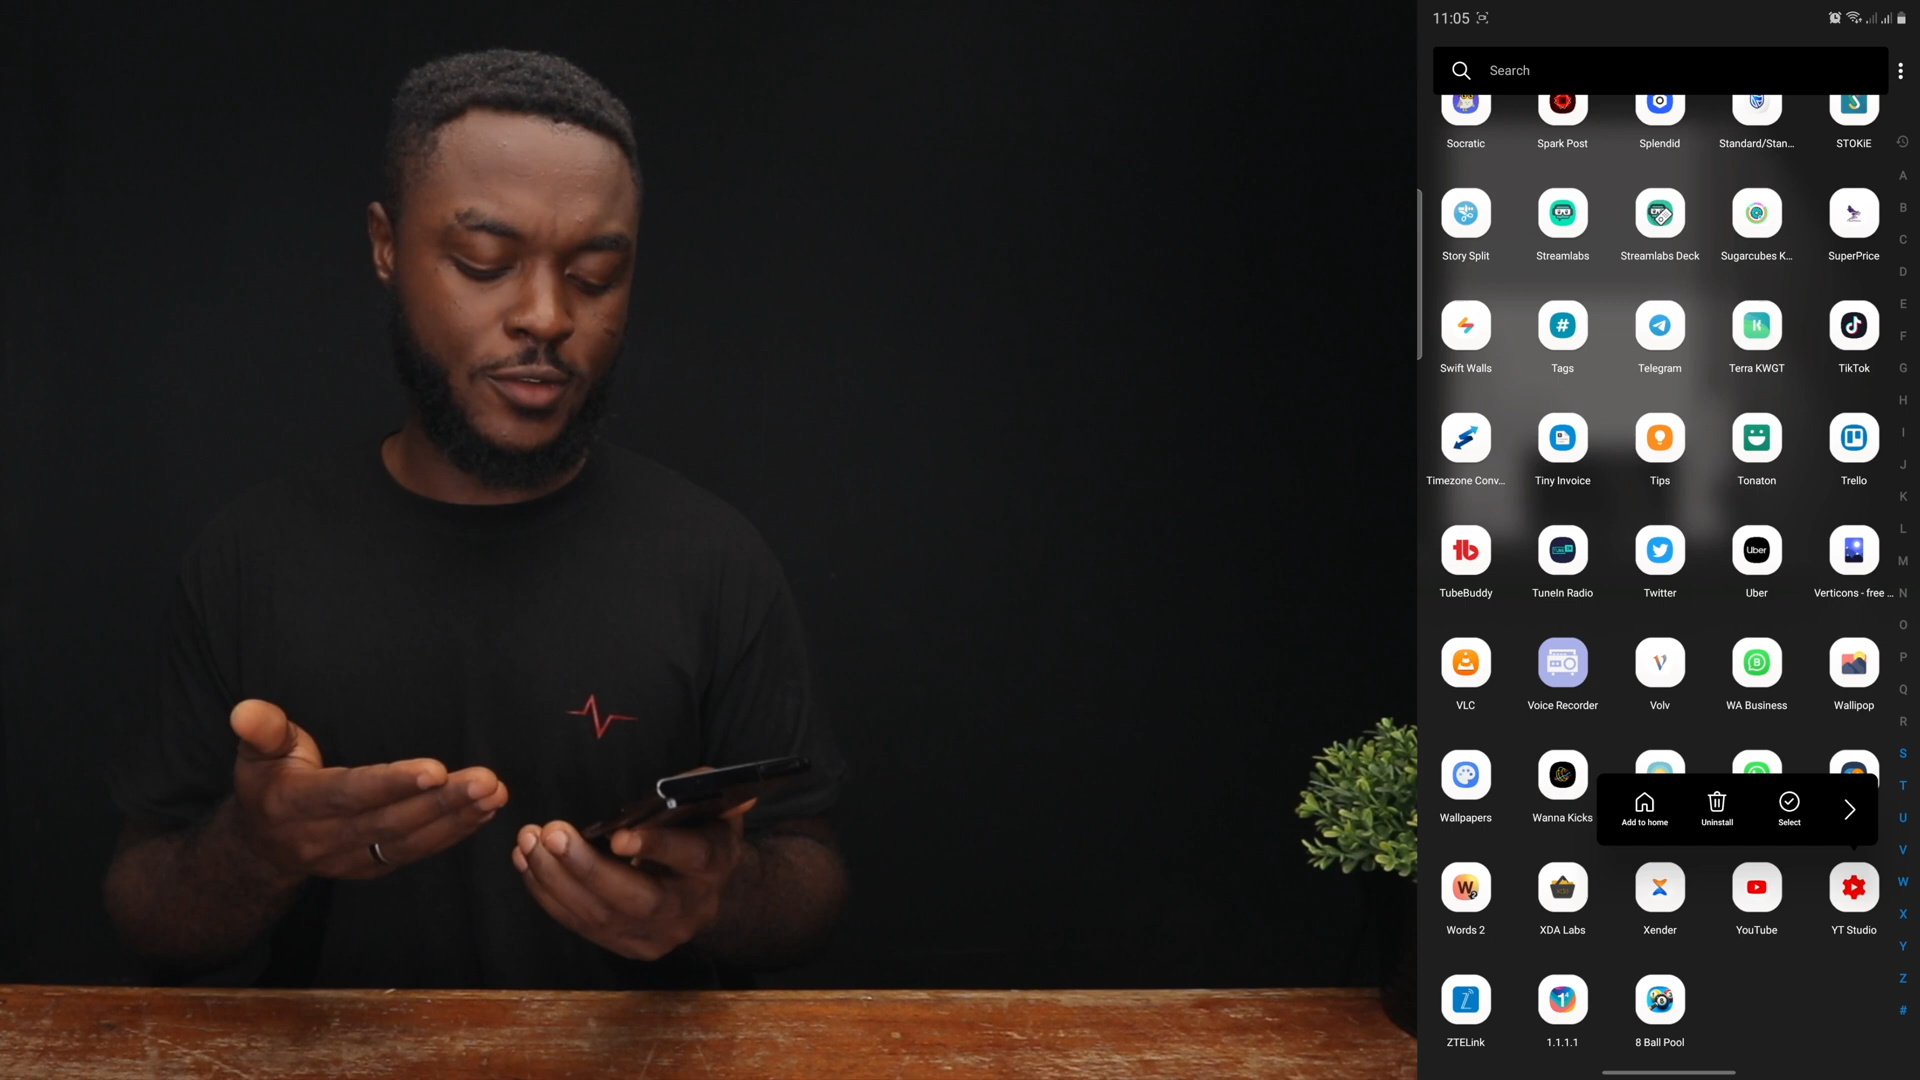 11:05
Search
Socratic Spark Post Splendid Standard/Stan... STOKiE
A
Story Split Streamlabs Streamlabs Deck Sugarcubes K... SuperPrice
B
C
D
E
Swift Walls Tags Telegram Terra KWGT TikTok
F
G
H
I
J
Timezone Conv... Tiny Invoice Tips Tonaton Trello
K
L
M
Uber
TubeBuddy TuneIn Radio Twitter Uber Verticons - free ...
N
O
P
Q
VLC Voice Recorder Volv WA Business Wallipop
R
S
T
Wallpapers Wanna Kicks
Add to home Uninstall Select
U
V
W
X
Words 2 XDA Labs Xender YouTube YT Studio
Y
Z
#
ZTELink 1.1.1.1 8 Ball Pool